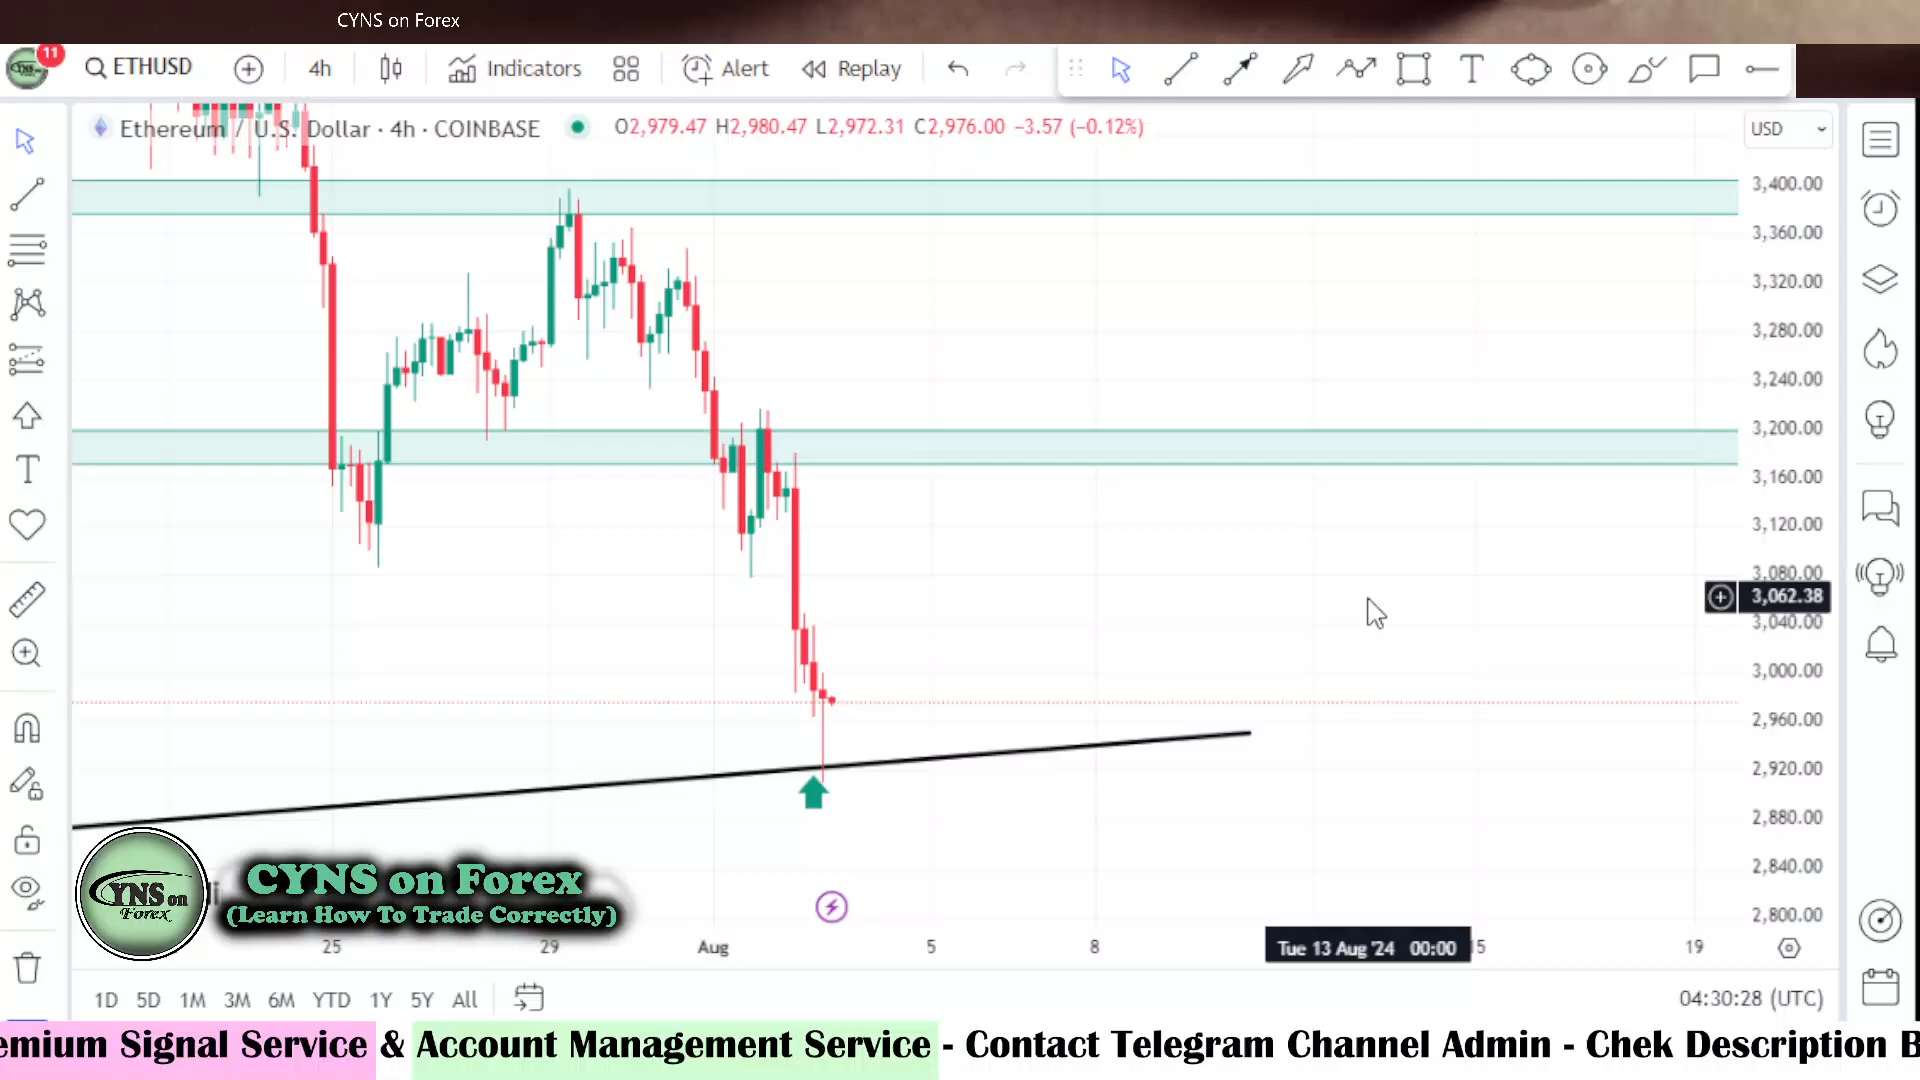 CYNS on Forex
11
ETHUSD
4h
Indicators
Alert
Replay
Ethereum / U.S. Dollar · 4h · COINBASE
O2,979.47 H2,980.47 L2,972.31 C2,976.00 −3.57 (−0.12%)
USD
3,400.00
3,360.00
3,320.00
3,280.00
3,240.00
3,200.00
3,160.00
3,120.00
3,080.00
3,062.38
3,040.00
3,000.00
2,960.00
2,920.00
2,880.00
2,840.00
2,800.00
CYNS on Forex
(Learn How To Trade Correctly)
YNS on
Forex
25
29
Aug
5
8
Tue 13 Aug '24 00:00
5
19
1D 5D 1M 3M 6M YTD 1Y 5Y All
04:30:28 (UTC)
emium Signal Service & Account Management Service - Contact Telegram Channel Admin - Chek Description B